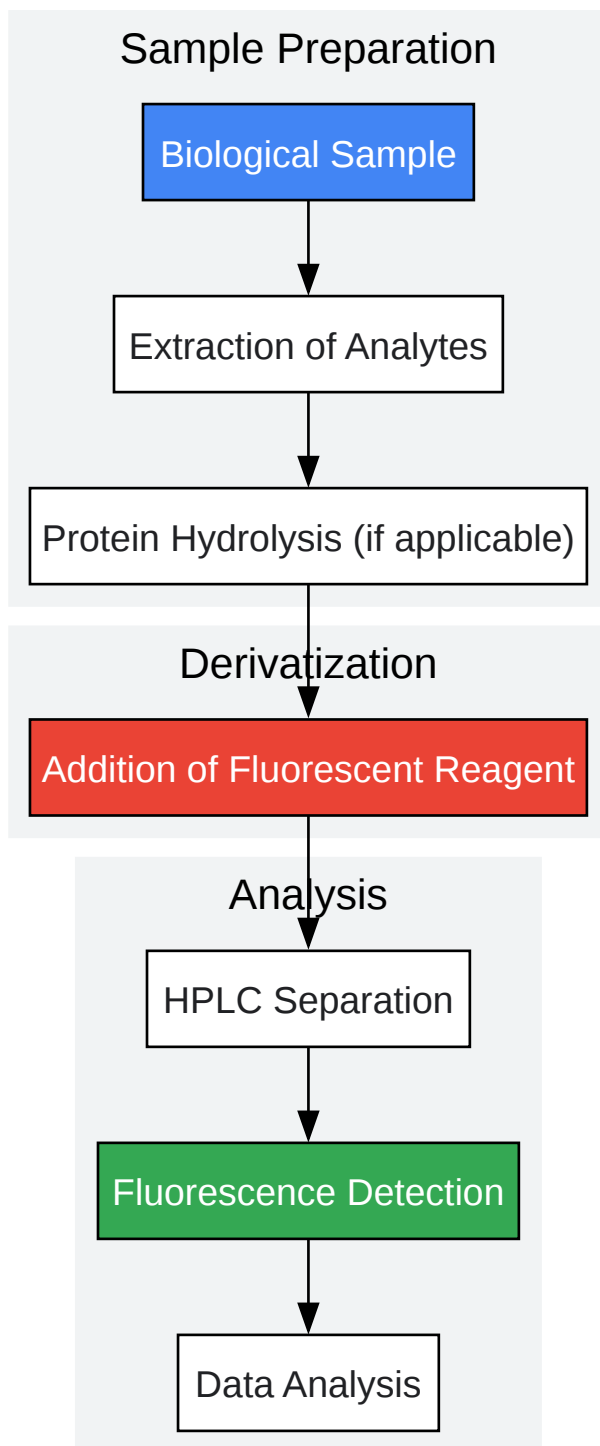 Sample Preparation
Biological Sample
Extraction of Analytes
Protein Hydrolysis (if applicable)
Derivatization
Addition of Fluorescent Reagent
Analysis
HPLC Separation
Fluorescence Detection
Data Analysis